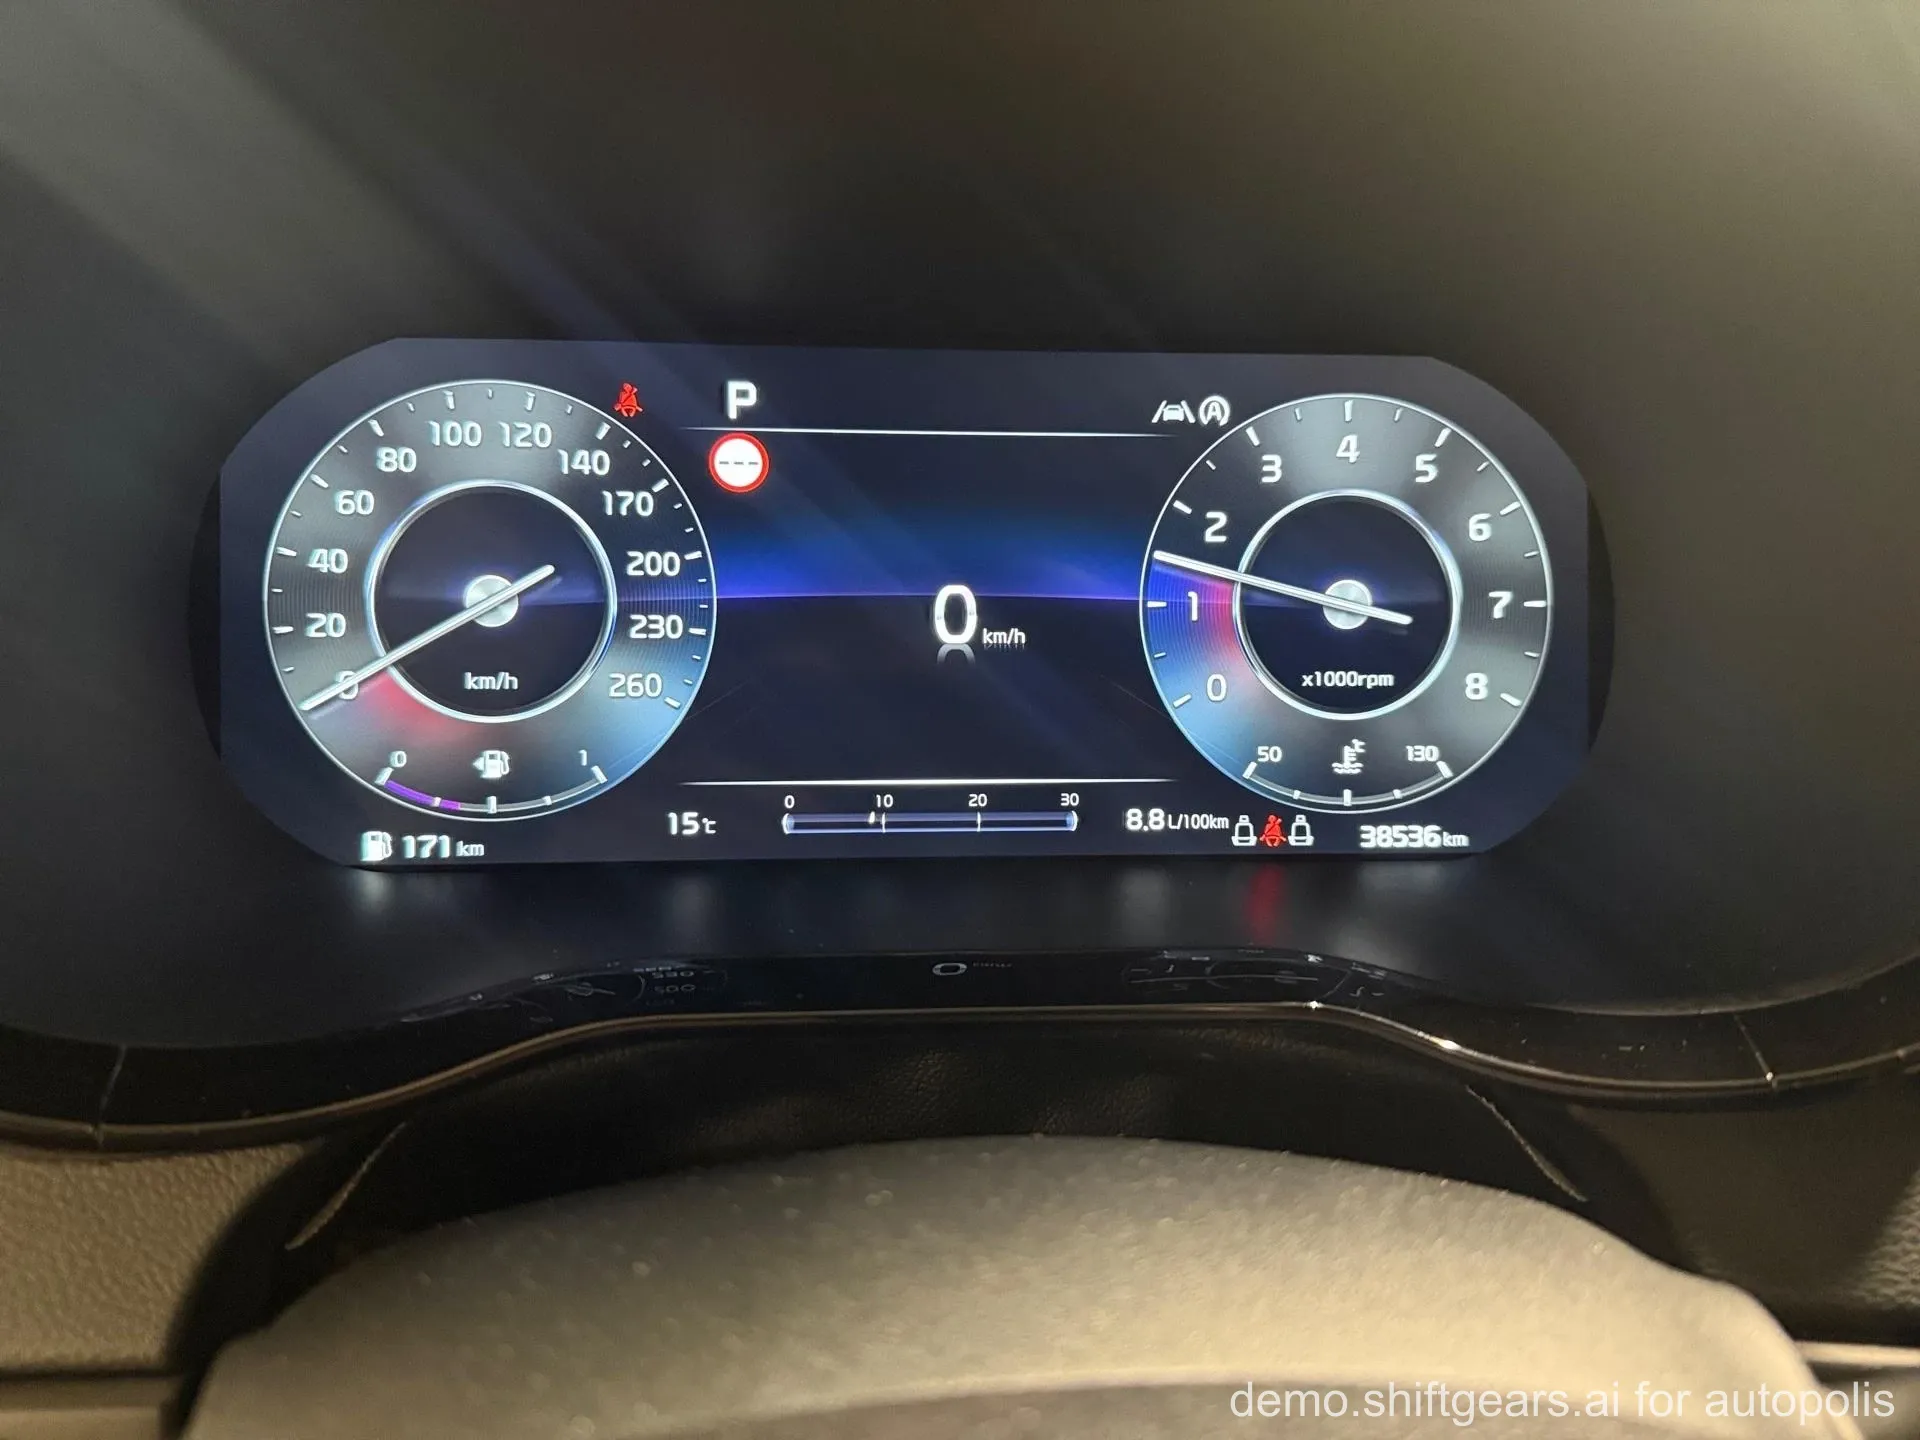 P
80 100 120 140
60 170
40 200
20 230
0 260
km/h
0 1
171 km
---
0 km/h
15℃
0 10 20 30
8.8 L/100km
A
3 4 5
2 6
1 7
0 8
x1000rpm
50 130
38536 km
demo.shiftgears.ai for autopolis